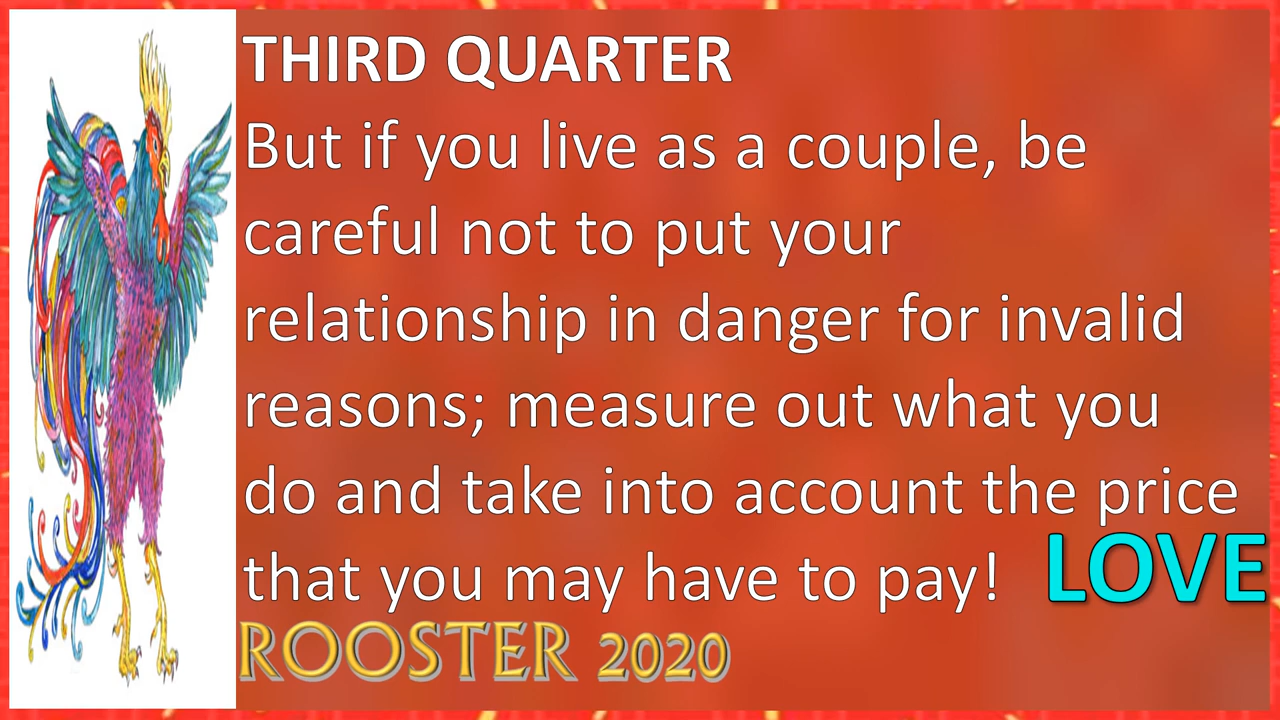 THIRD QUARTER
But if you live as a couple, be
careful not to put your
relationship in danger for invalid
reasons; measure out what you
do and take into account the price
that you may have to pay!
LOVE
ROOSTER 2020